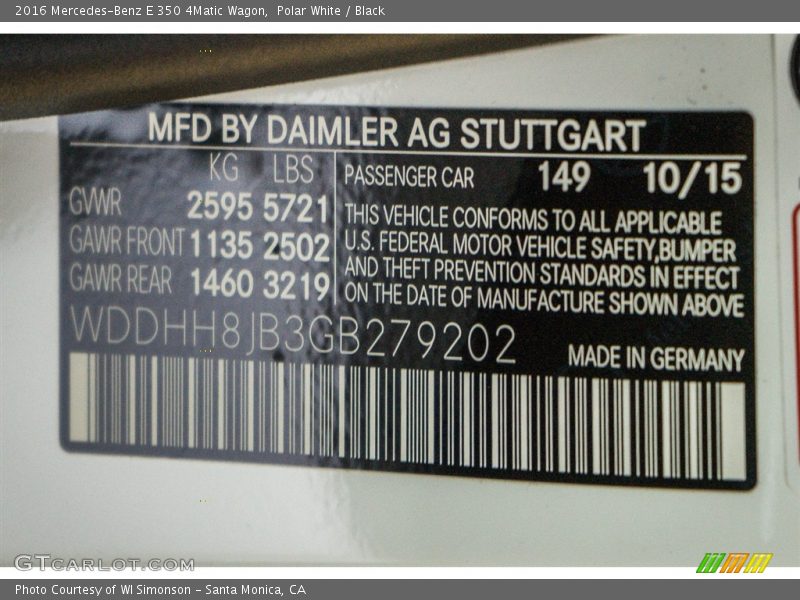 2016 Mercedes-Benz E 350 4Matic Wagon, Polar White / Black
MFD BY DAIMLER AG STUTTGART
KG LBS
GVWR 2595 5721
GAWR FRONT 1135 2502
GAWR REAR 1460 3219
PASSENGER CAR 149 10/15
THIS VEHICLE CONFORMS TO ALL APPLICABLE
U.S. FEDERAL MOTOR VEHICLE SAFETY,BUMPER
AND THEFT PREVENTION STANDARDS IN EFFECT
ON THE DATE OF MANUFACTURE SHOWN ABOVE
WDDHH8JB3GB279202
MADE IN GERMANY
GTcarlot.com
Photo Courtesy of WI Simonson - Santa Monica, CA